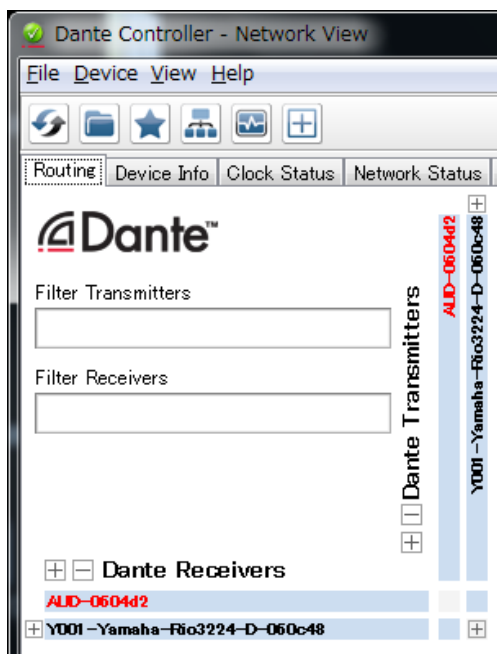 Dante Controller - Network View
File Device View Help
Routing Device Info Clock Status Network Status
Dante™
Filter Transmitters
Filter Receivers
Dante Transmitters
AUD-0604d2
Y001-Yamaha-Rio3224-D-060c48
Dante Receivers
AUD-0604d2
Y001-Yamaha-Rio3224-D-060c48